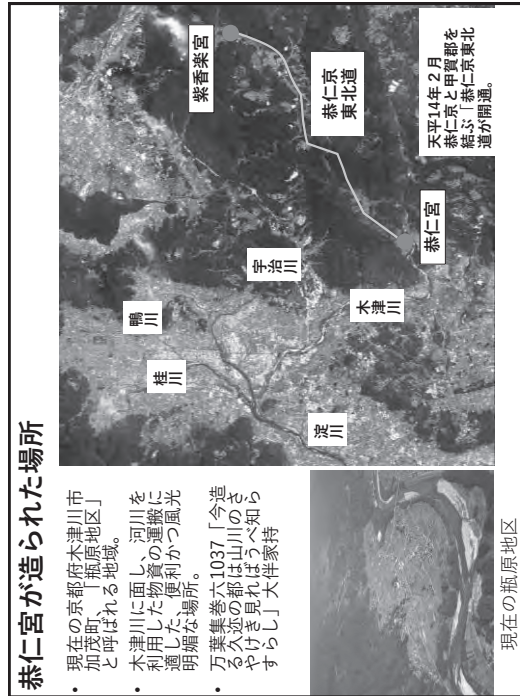 恭仁宮が造られた場所
・ 現在の京都府木津川市
加茂町、「瓶原地区」
と呼ばれる地域。
・ 木津川に面し、河川を
利用した物資の運搬に
適した、便利かつ風光
明媚な場所。
・ 万葉集巻六1037「今造
る久迩の都は山川のさ
やけき見ればうべ知ら
すらし」大伴家持
現在の瓶原地区
桂川
鴨川
宇治川
淀川
木津川
紫香楽宮
恭仁京
東北道
恭仁宮
天平14年2月
恭仁京と甲賀郡を
結ぶ「恭仁京東北
道が開通。